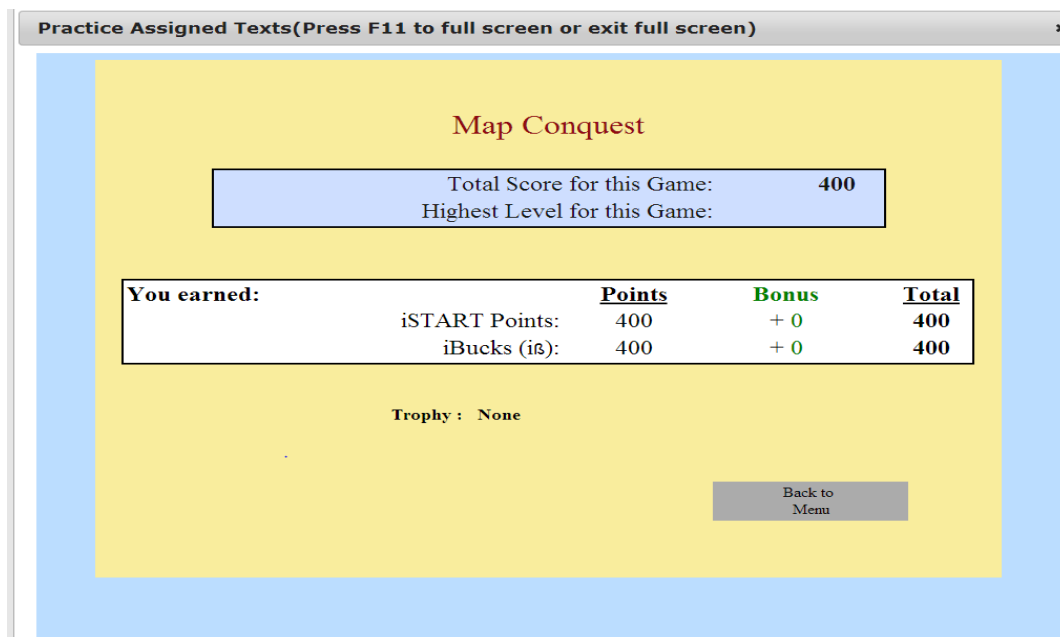 Practice Assigned Texts(Press F11 to full screen or exit full screen)
Map Conquest
Total Score for this Game: 400
Highest Level for this Game:
You earned: Points Bonus Total
iSTART Points: 400 + 0 400
iBucks (iß): 400 + 0 400
Trophy : None
Back to
Menu